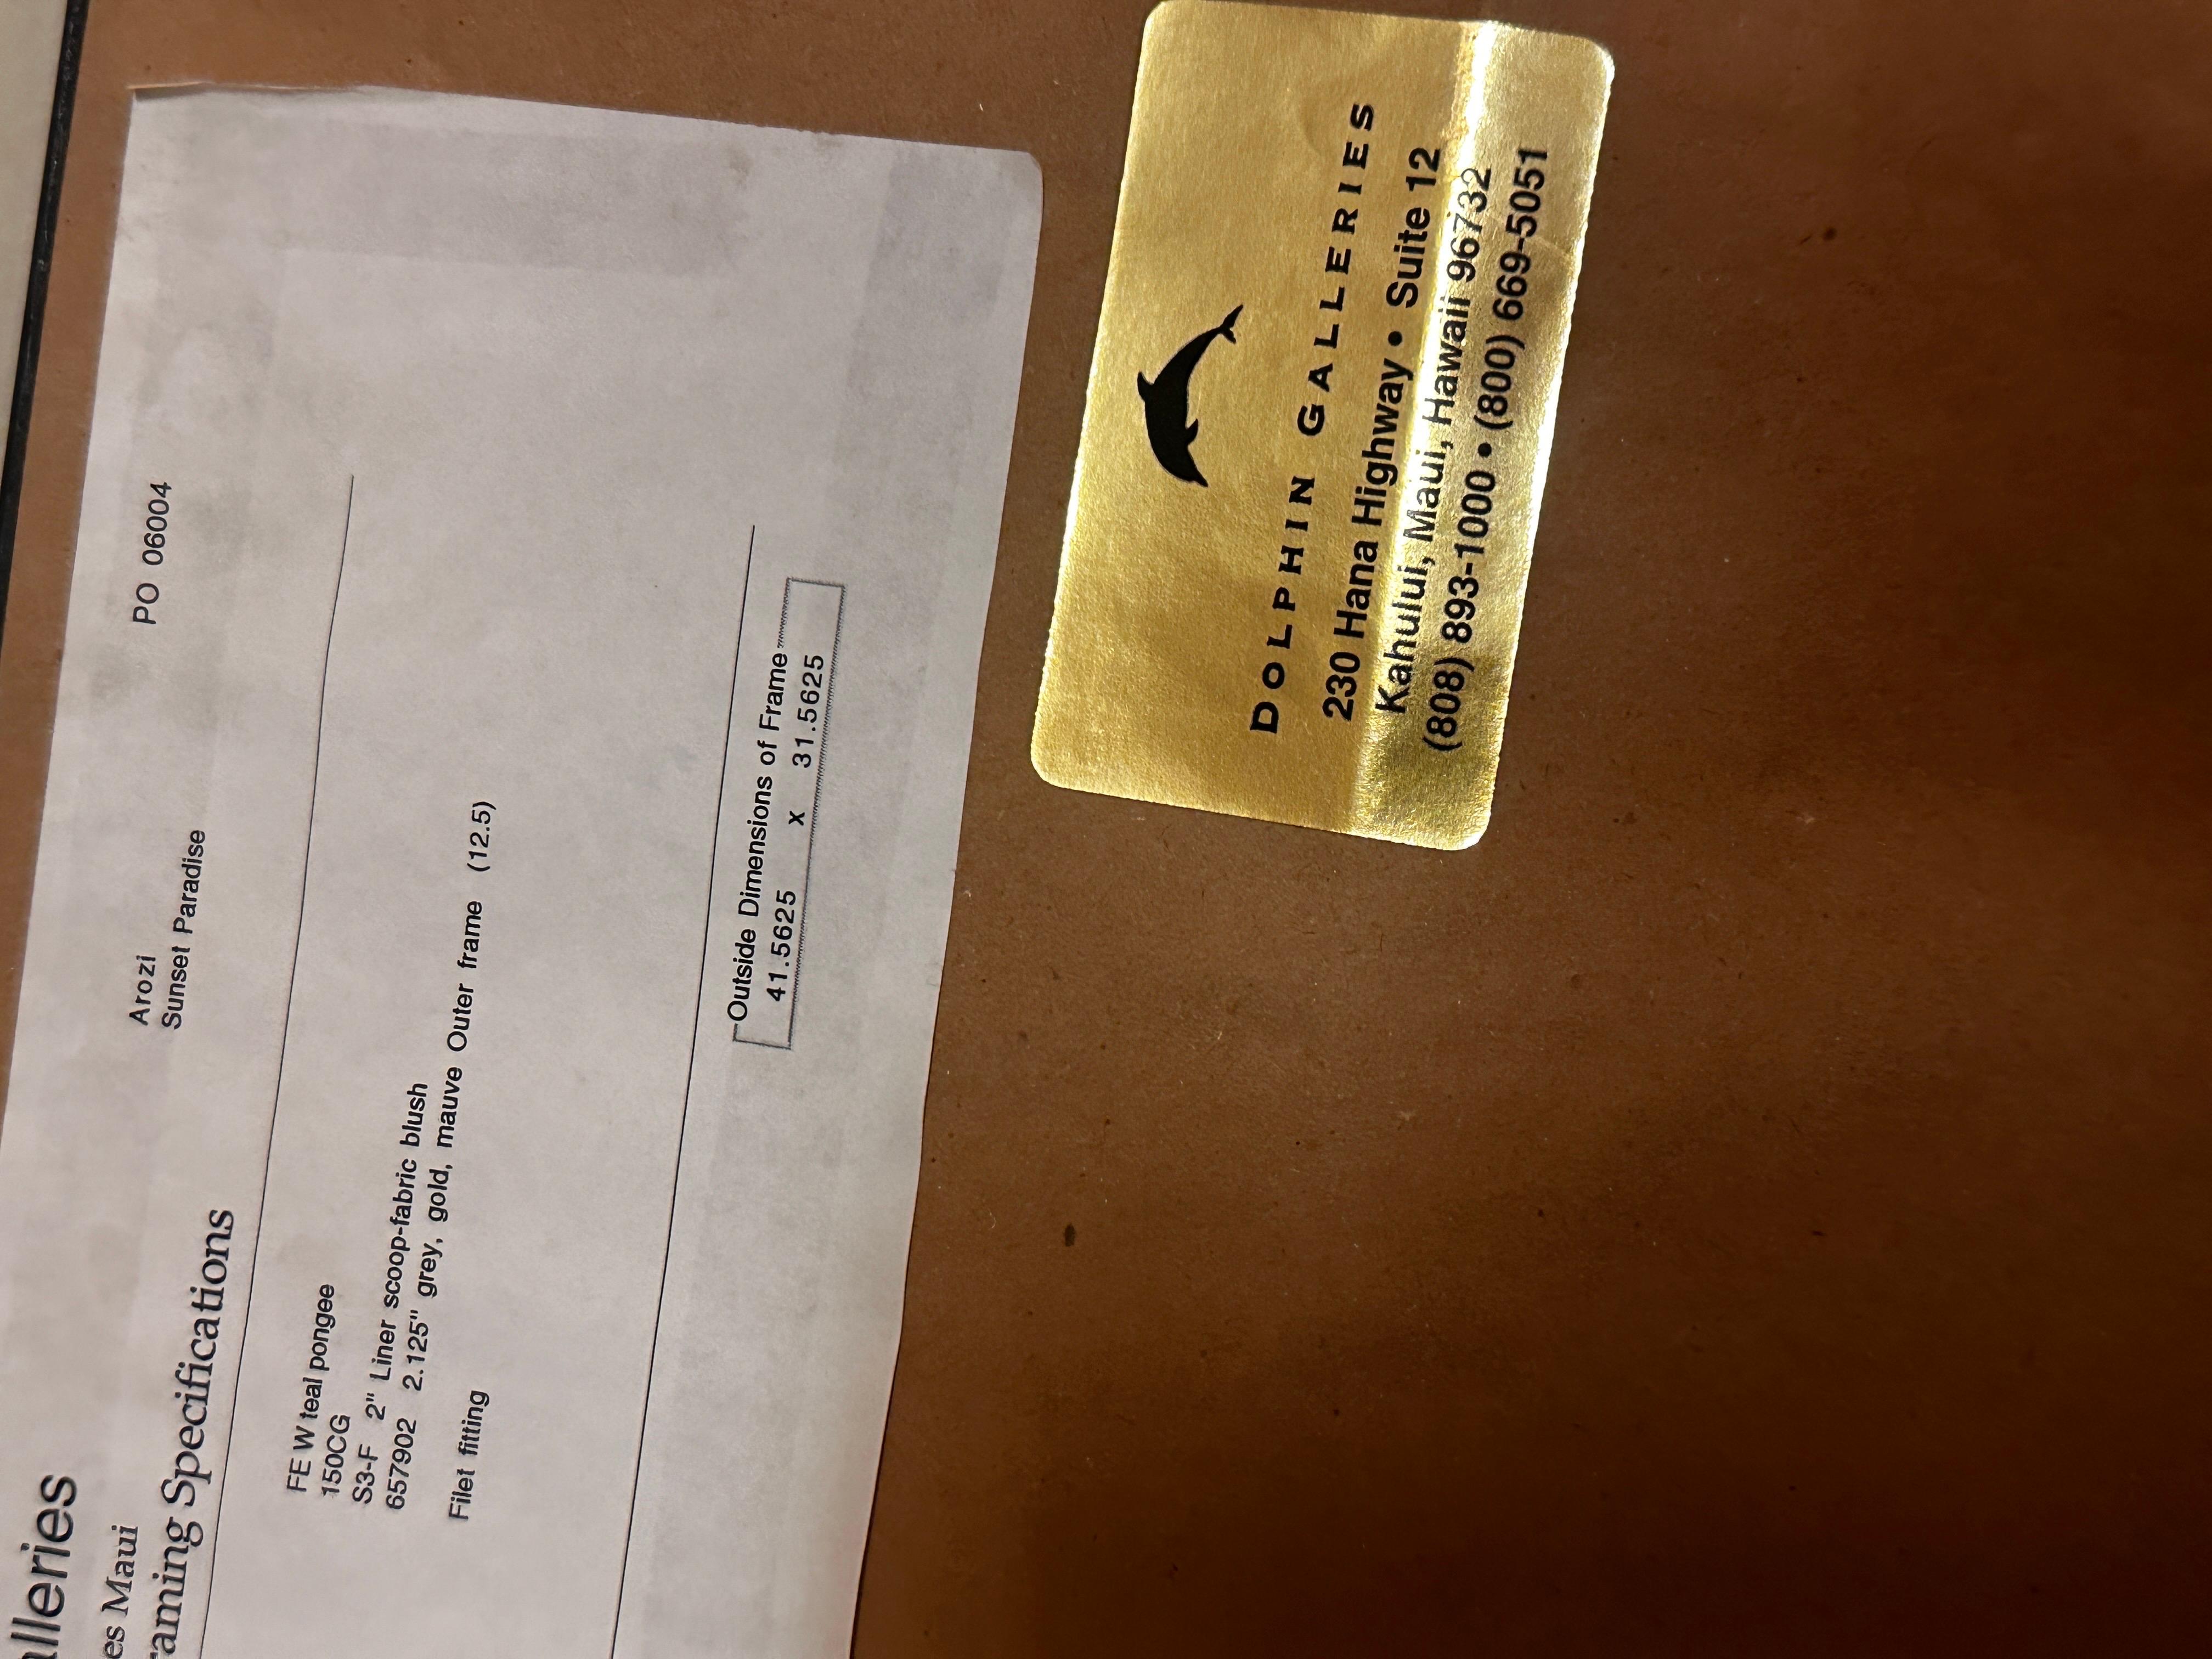 alleries
es Maui
raming Specifications
Arozi
Sunset Paradise
PO 06004
FE W teal pongee
150CG
S3-F 2" Liner scoop-fabric blush
657902 2.125" grey, gold, mauve Outer frame (12.5)
Filet fitting
Outside Dimensions of Frame
41.5625 x 31.5625
DOLPHIN GALLERIES
230 Hana Highway • Suite 12
Kahului, Maui, Hawaii 96732
(808) 893-1000 • (800) 669-5051